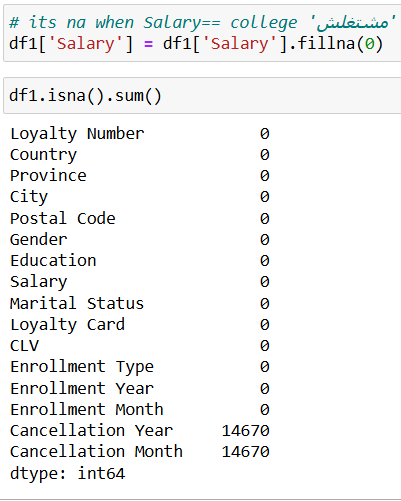 # its na when Salary== college 'مشتغلش'
df1['Salary'] = df1['Salary'].fillna(0)
df1.isna().sum()
Loyalty Number 0
Country 0
Province 0
City 0
Postal Code 0
Gender 0
Education 0
Salary 0
Marital Status 0
Loyalty Card 0
CLV 0
Enrollment Type 0
Enrollment Year 0
Enrollment Month 0
Cancellation Year 14670
Cancellation Month 14670
dtype: int64